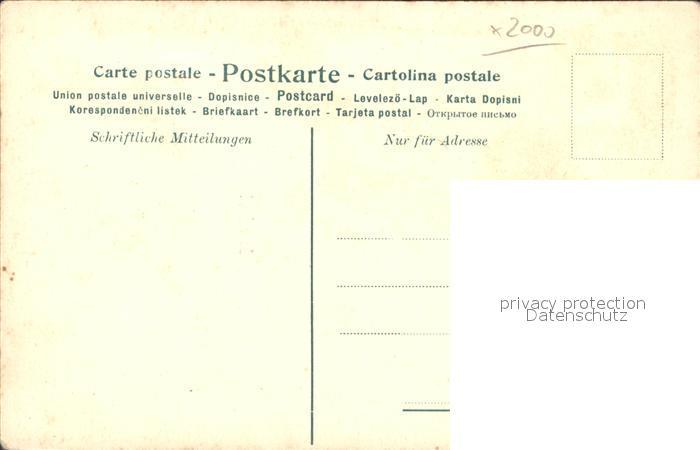 x 2000
Carte postale - Postkarte - Cartolina postale
Union postale universelle - Dopisnice - Postcard - Levelező-Lap - Karta Dopisni
Korespondenčni listek - Briefkaart - Brefkort - Tarjeta postal - Открытое письмо
Schriftliche Mitteilungen
Nur für Adresse
privacy protection
Datenschutz